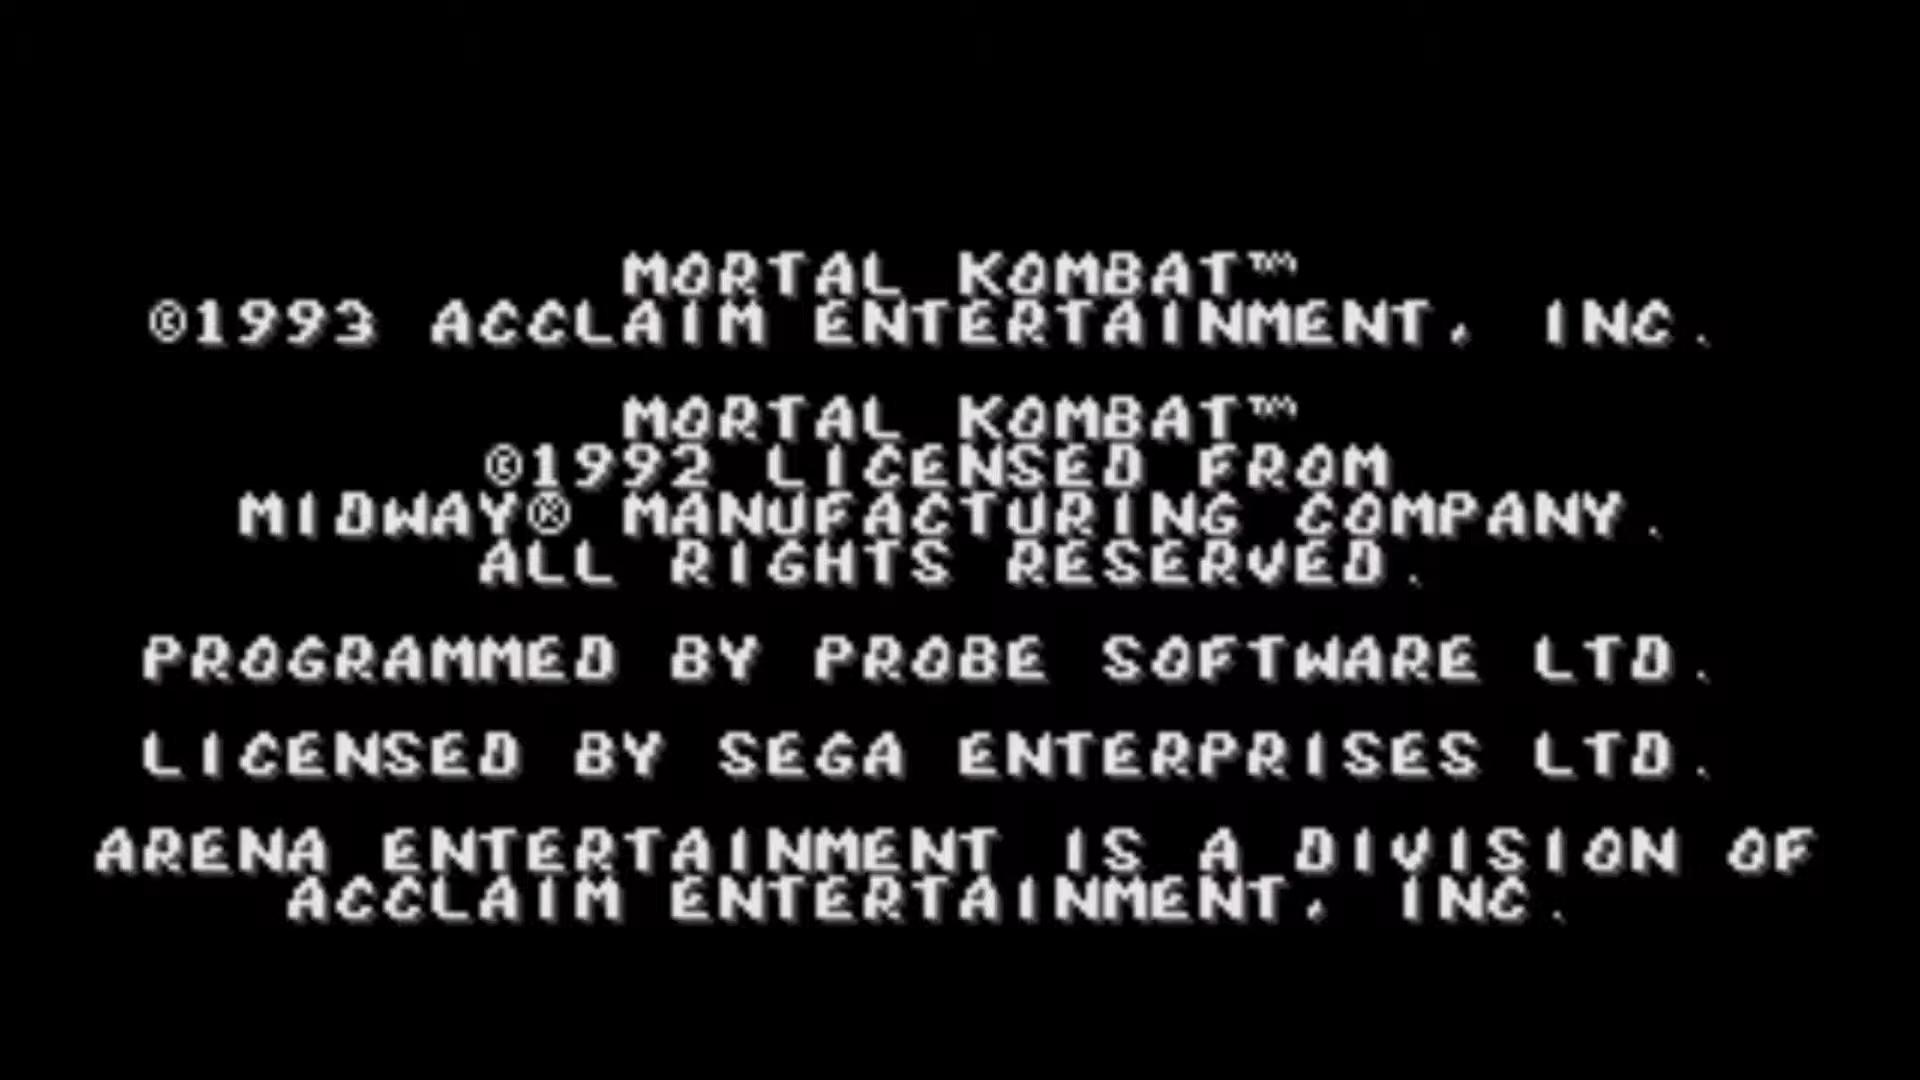 MORTAL KOMBAT™
©1993 ACCLAIM ENTERTAINMENT, INC.
MORTAL KOMBAT™
©1992 LICENSED FROM
MIDWAY® MANUFACTURING COMPANY.
ALL RIGHTS RESERVED.
PROGRAMMED BY PROBE SOFTWARE LTD.
LICENSED BY SEGA ENTERPRISES LTD.
ARENA ENTERTAINMENT IS A DIVISION OF
ACCLAIM ENTERTAINMENT, INC.